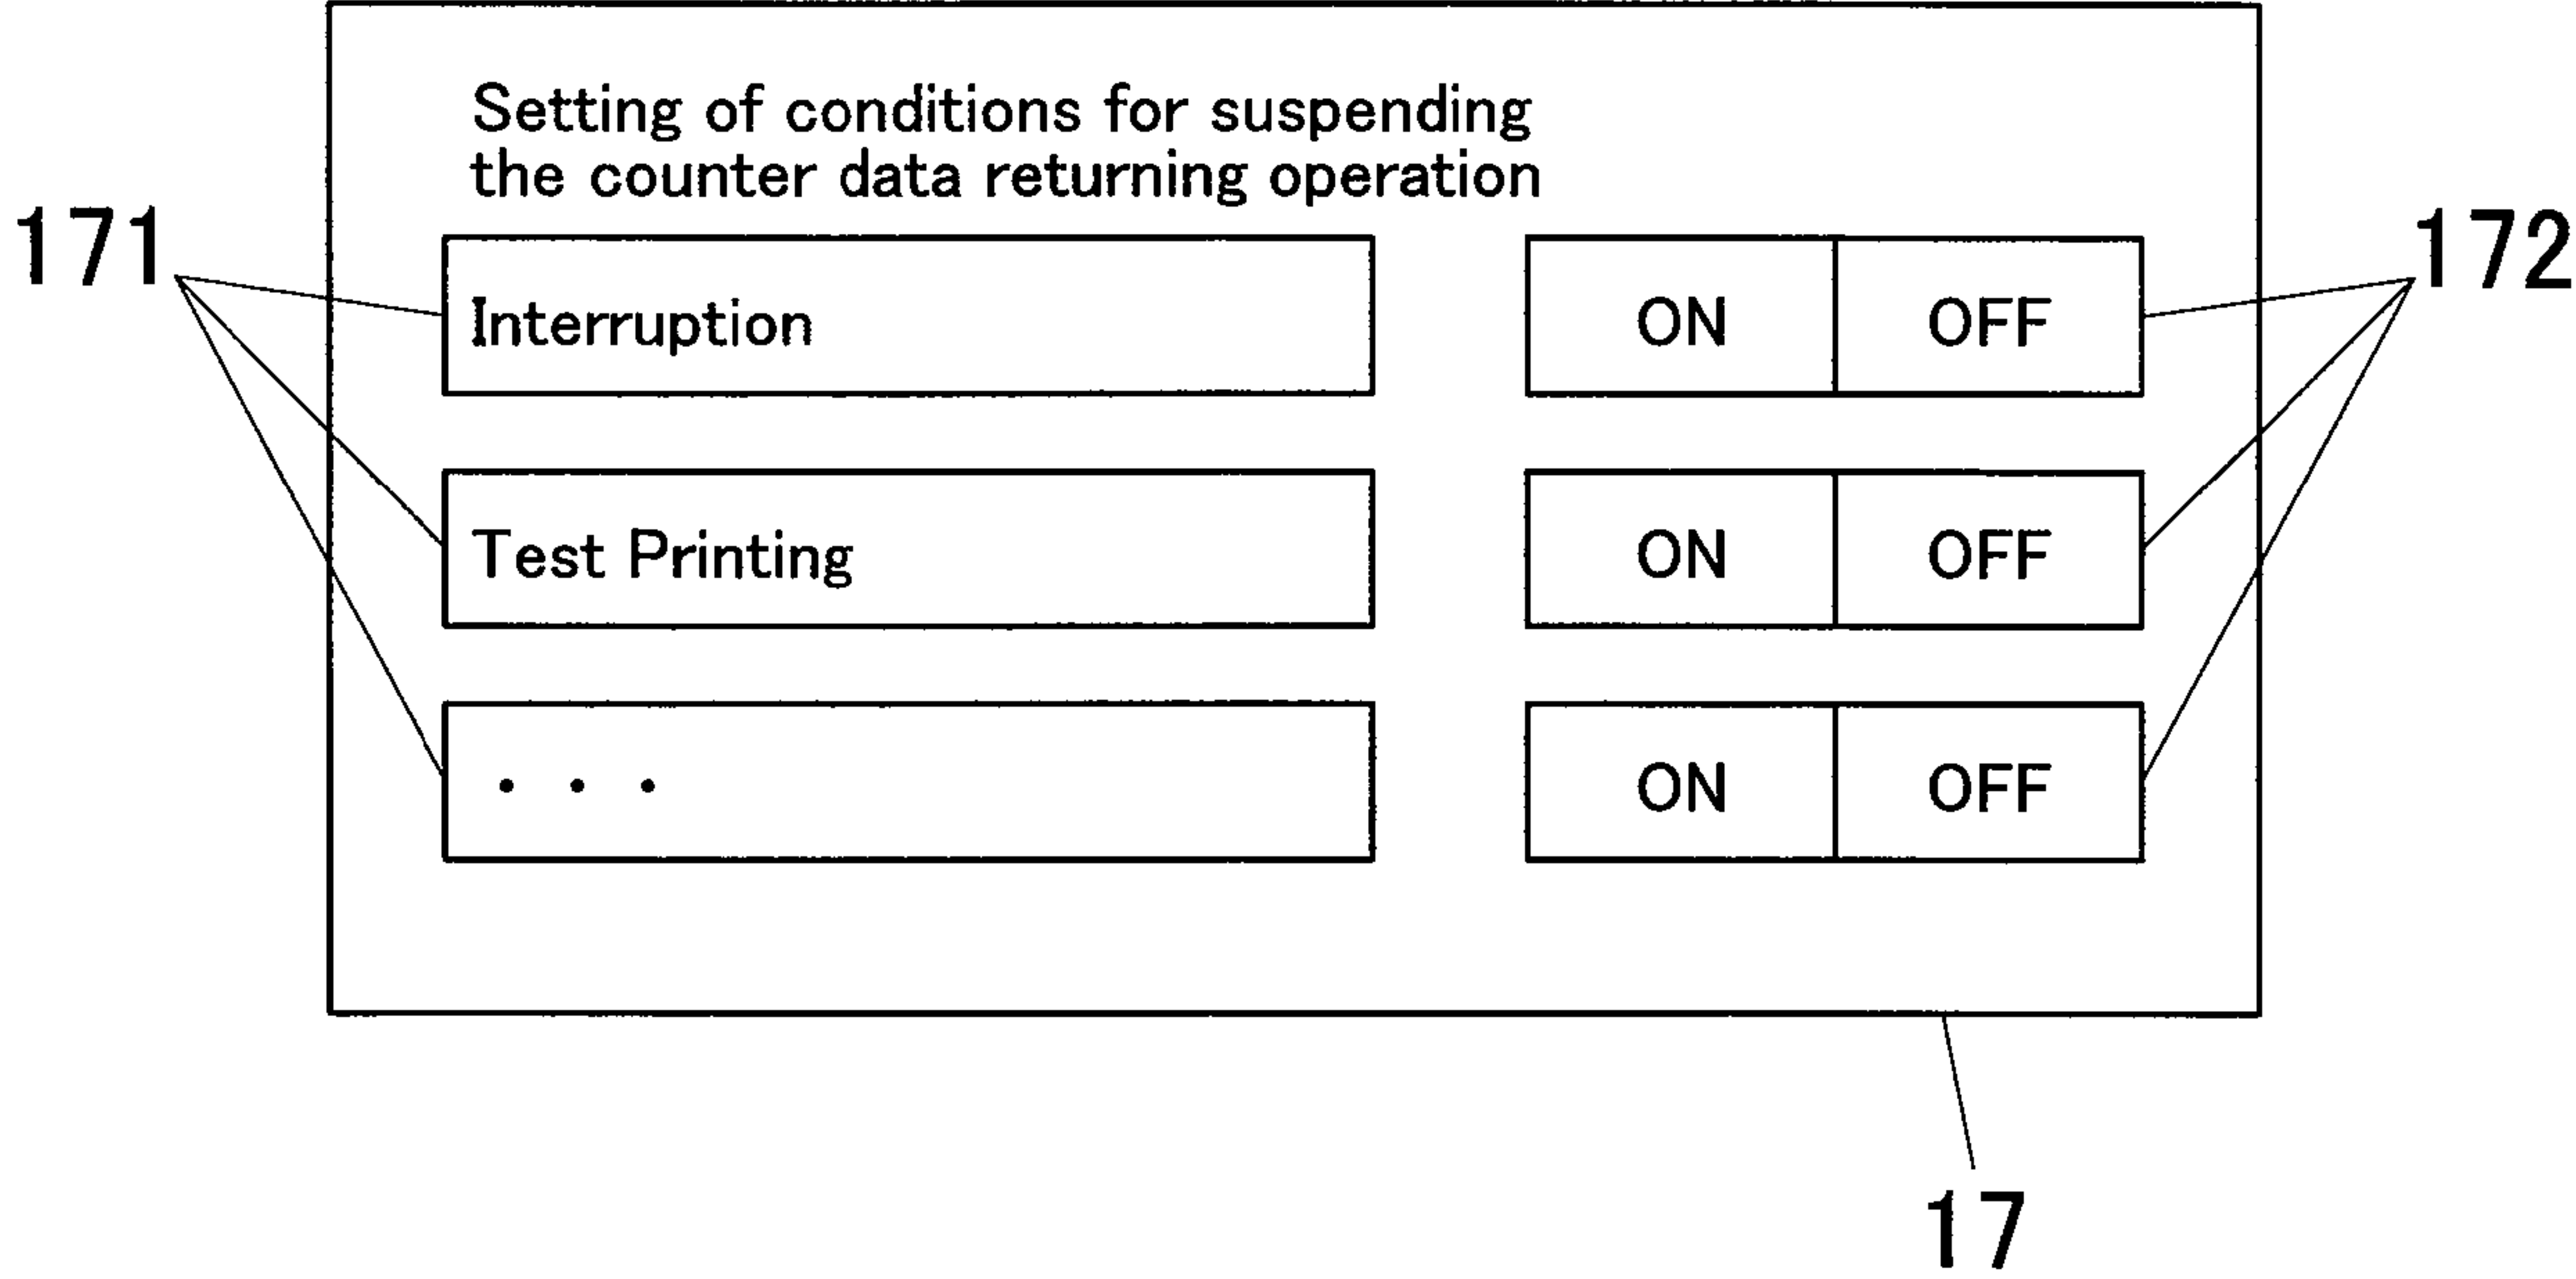 Setting of conditions for suspending
the counter data returning operation
171
172
Interruption ON OFF
Test Printing ON OFF
・・・ ON OFF
17